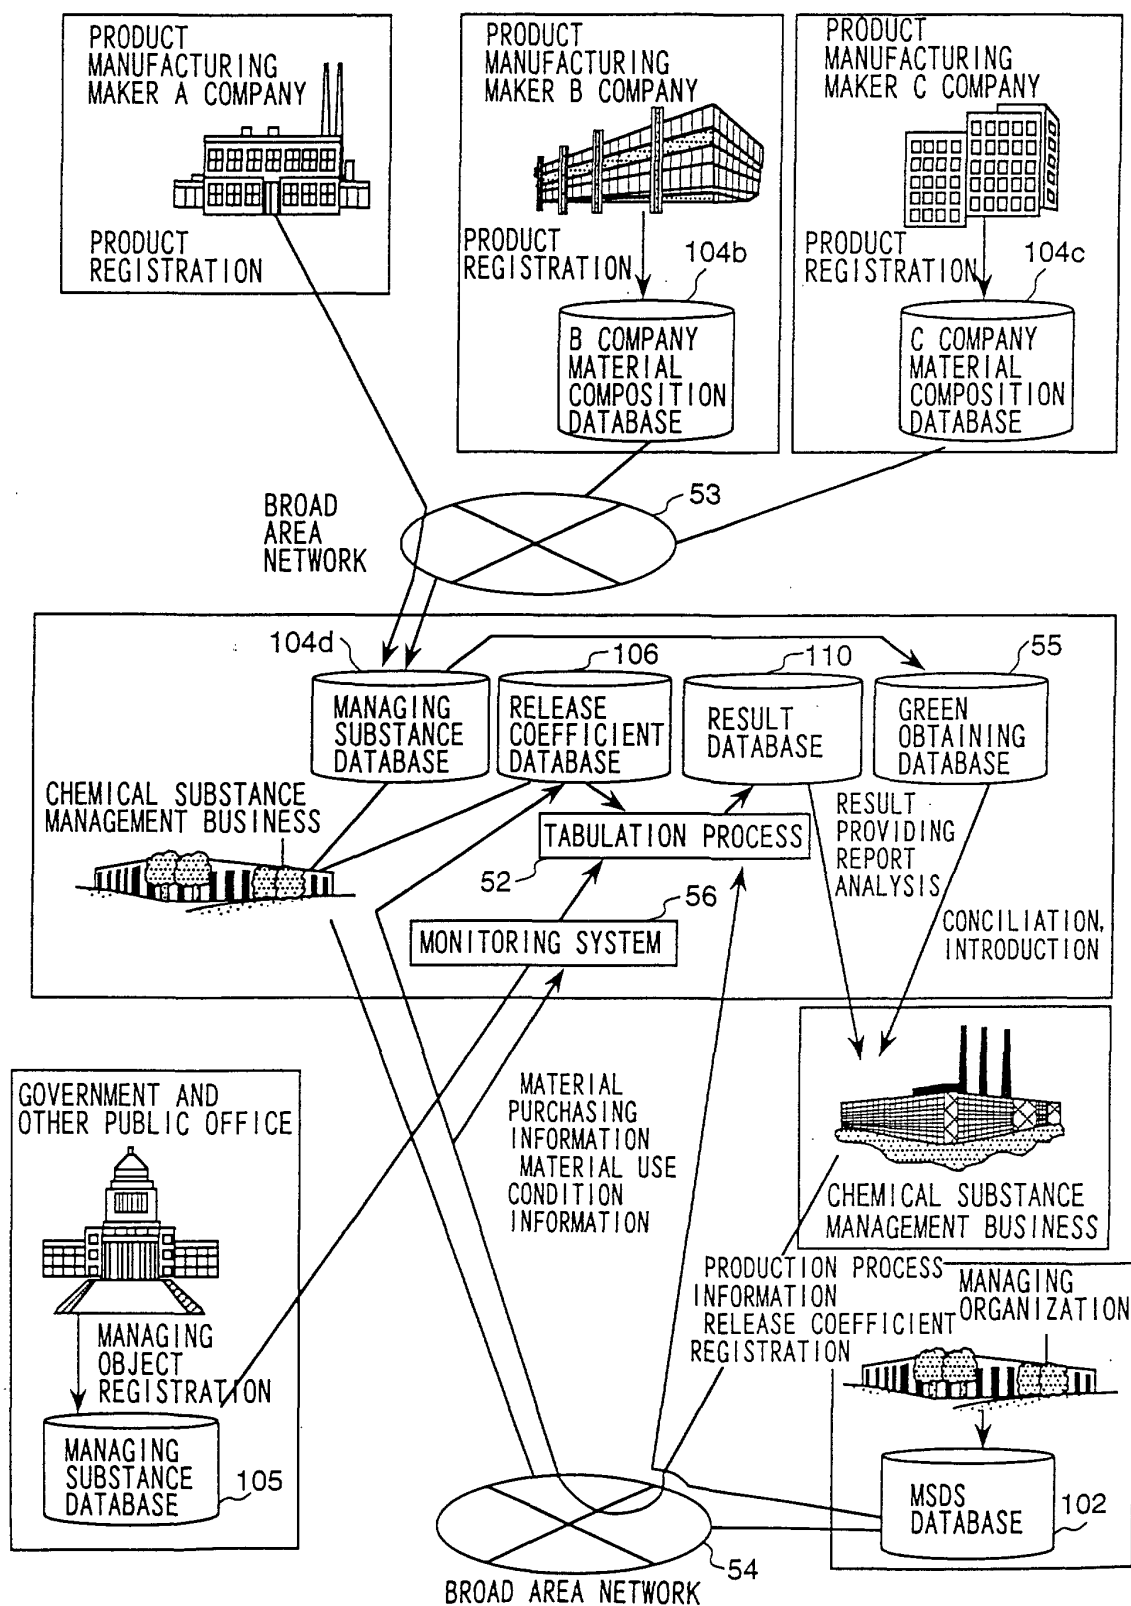 PRODUCT
MANUFACTURING
MAKER A COMPANY
PRODUCT
REGISTRATION
PRODUCT
MANUFACTURING
MAKER B COMPANY
PRODUCT
REGISTRATION
104b
B COMPANY
MATERIAL
COMPOSITION
DATABASE
PRODUCT
MANUFACTURING
MAKER C COMPANY
PRODUCT
REGISTRATION
104c
C COMPANY
MATERIAL
COMPOSITION
DATABASE
BROAD
AREA
NETWORK
53
104d
MANAGING
SUBSTANCE
DATABASE
106
RELEASE
COEFFICIENT
DATABASE
110
RESULT
DATABASE
55
GREEN
OBTAINING
DATABASE
CHEMICAL SUBSTANCE
MANAGEMENT BUSINESS
TABULATION PROCESS
52
56
MONITORING SYSTEM
RESULT
PROVIDING
REPORT
ANALYSIS
CONCILIATION,
INTRODUCTION
GOVERNMENT AND
OTHER PUBLIC OFFICE
MANAGING
OBJECT
REGISTRATION
MANAGING
SUBSTANCE
DATABASE
105
MATERIAL
PURCHASING
INFORMATION
MATERIAL USE
CONDITION
INFORMATION
CHEMICAL SUBSTANCE
MANAGEMENT BUSINESS
PRODUCTION PROCESS
INFORMATION
RELEASE COEFFICIENT
REGISTRATION
MANAGING
ORGANIZATION
MSDS
DATABASE
102
54
BROAD AREA NETWORK